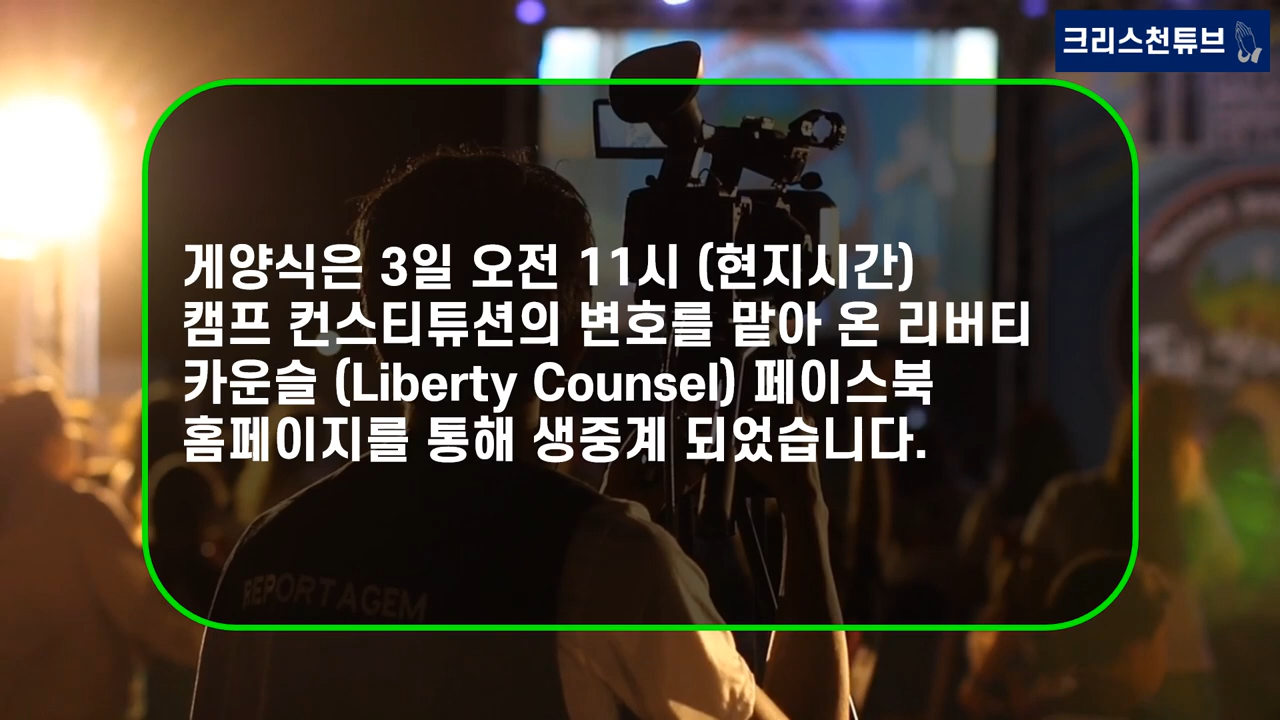 크리스천튜브
게양식은 3일 오전 11시 (현지시간)
캠프 컨스티튜션의 변호를 맡아 온 리버티
카운슬 (Liberty Counsel) 페이스북
홈페이지를 통해 생중계 되었습니다.
REPORTAGEM